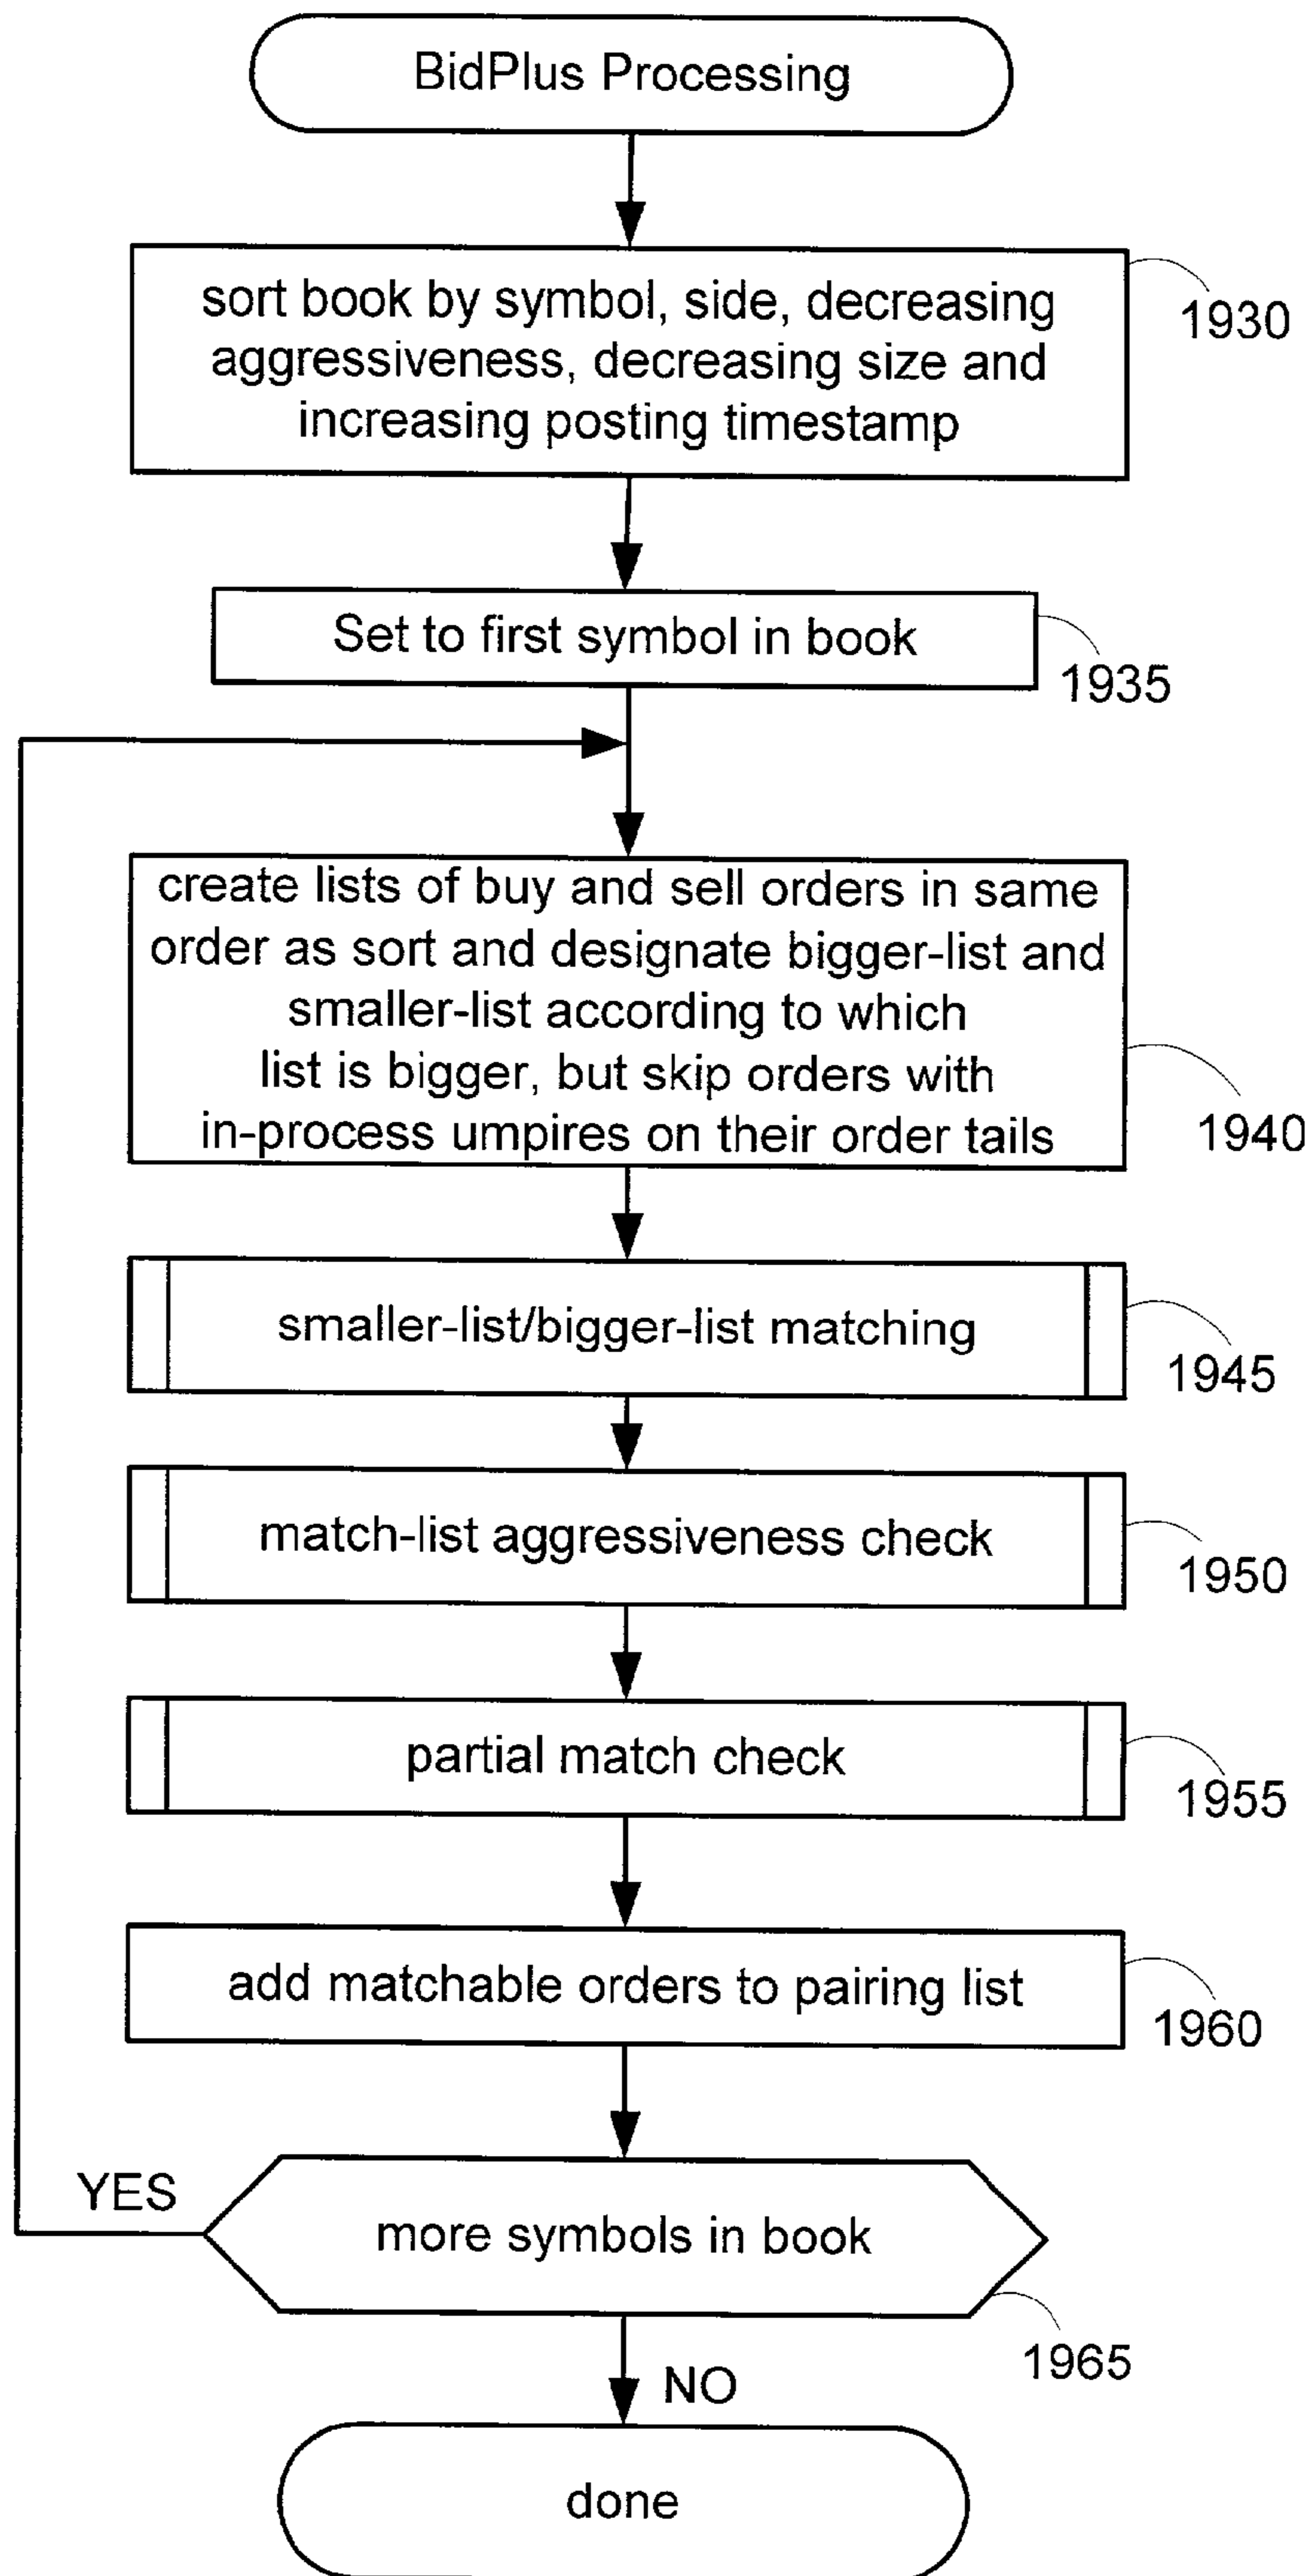 BidPlus Processing
sort book by symbol, side, decreasing
aggressiveness, decreasing size and
increasing posting timestamp
1930
Set to first symbol in book
1935
create lists of buy and sell orders in same
order as sort and designate bigger-list and
smaller-list according to which
list is bigger, but skip orders with
in-process umpires on their order tails
1940
smaller-list/bigger-list matching
1945
match-list aggressiveness check
1950
partial match check
1955
add matchable orders to pairing list
1960
YES
more symbols in book
1965
NO
done